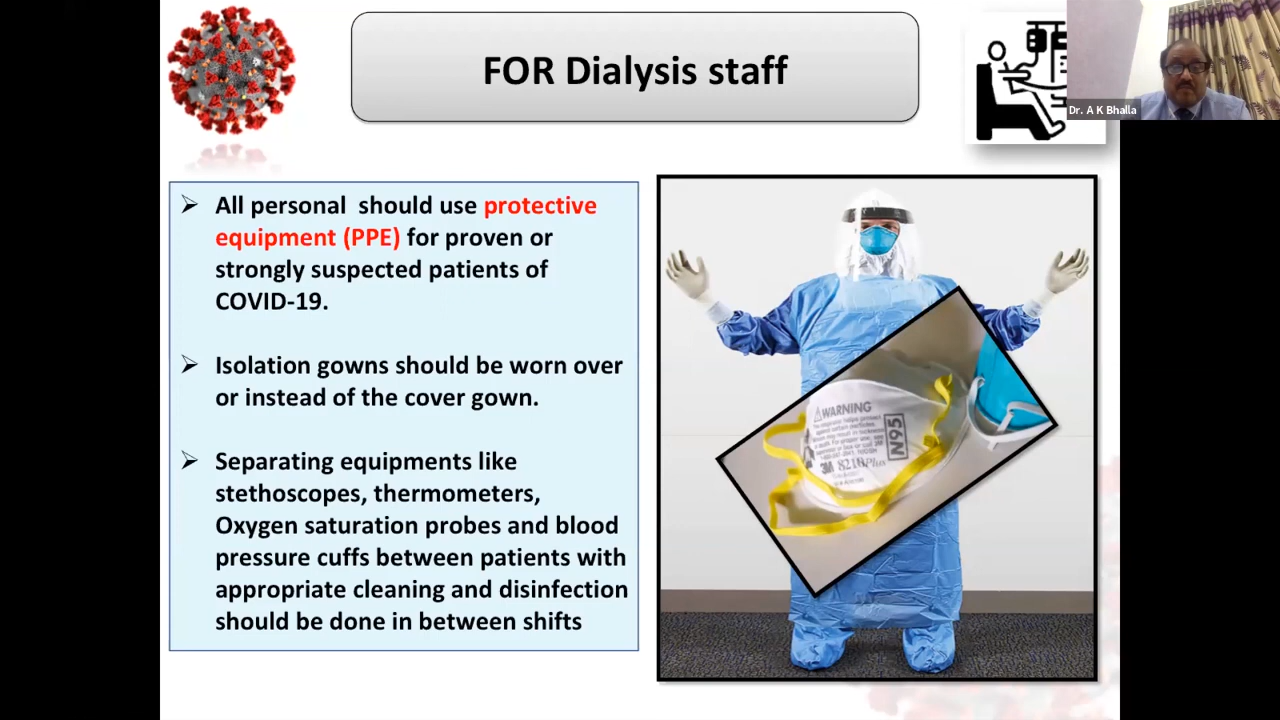 FOR Dialysis staff
Dr. A K Bhalla
➢ All personal should use protective
equipment (PPE) for proven or
strongly suspected patients of
COVID-19.
➢ Isolation gowns should be worn over
or instead of the cover gown.
➢ Separating equipments like
stethoscopes, thermometers,
Oxygen saturation probes and blood
pressure cuffs between patients with
appropriate cleaning and disinfection
should be done in between shifts
WARNING
N95
3M 8210Plus